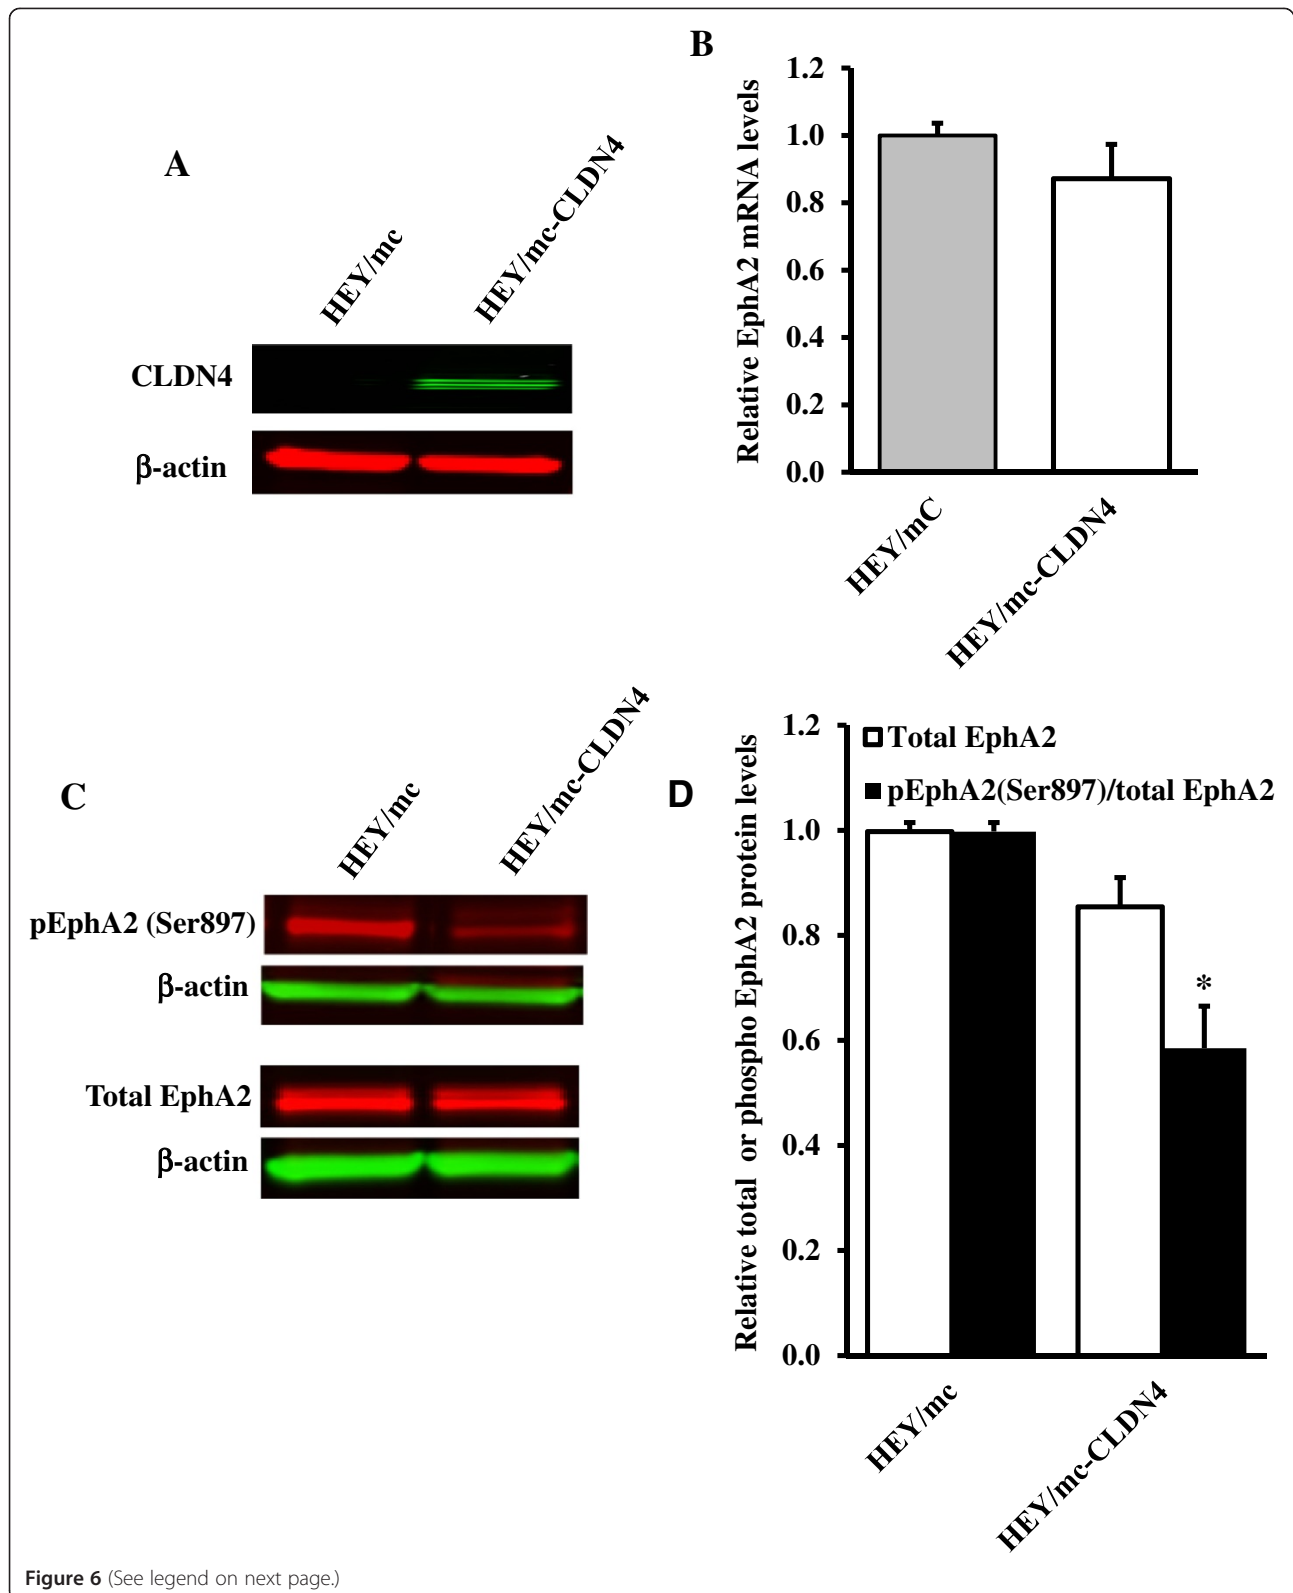 A
HEY/mc
HEY/mc-CLDN4
CLDN4
β-actin
B
Relative EphA2 mRNA levels
1.2
1.0
0.8
0.6
0.4
0.2
0.0
HEY/mC
HEY/mc-CLDN4
C
HEY/mc
HEY/mc-CLDN4
pEphA2 (Ser897)
β-actin
Total EphA2
β-actin
D
Relative total or phospho EphA2 protein levels
1.2
1.0
0.8
0.6
0.4
0.2
0.0
Total EphA2
pEphA2(Ser897)/total EphA2
*
HEY/mc
HEY/mc-CLDN4
Figure 6 (See legend on next page.)